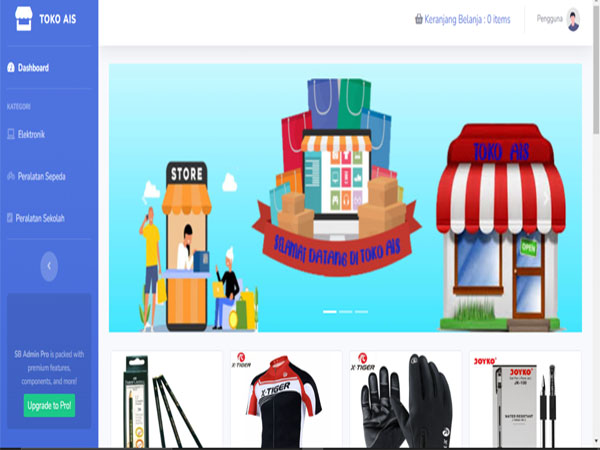 TOKO AIS
Keranjang Belanja : 0 items
Pengguna
Dashboard
KATEGORI
Elektronik
Peralatan Sepeda
Peralatan Sekolah
SB Admin Pro is packed with
premium features,
components, and more!
Upgrade to Pro!
STORE
SELAMAT DATANG DI TOKO AIS
TOKO AIS
OPEN
X-TIGER
X-TIGER
X-TIGER
JOYKO
JOYKO